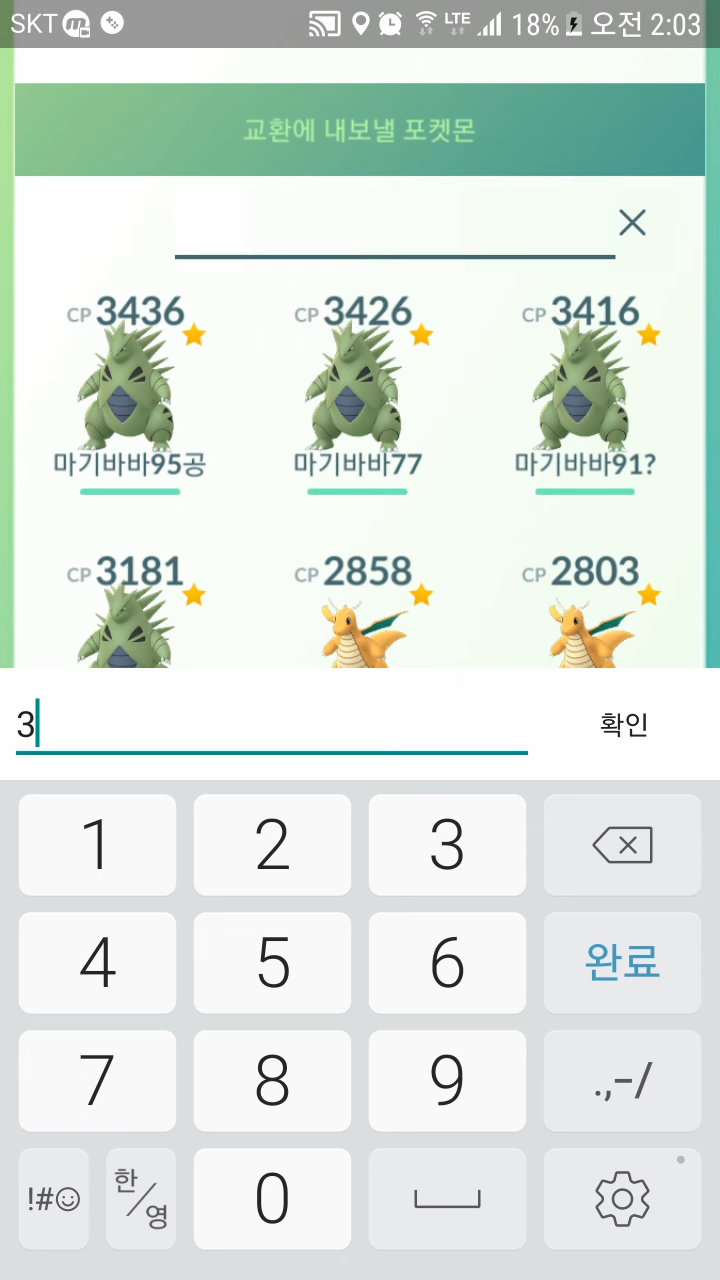 SKT LTE 18% 오전 2:03
교환에 내보낼 포켓몬
CP 3436 CP 3426 CP 3416
마기바바95공 마기바바77 마기바바91?
CP 3181 CP 2858 CP 2803
3 확인
1 2 3
4 5 6 완료
7 8 9 .,-/
!#☺ 한/영 0